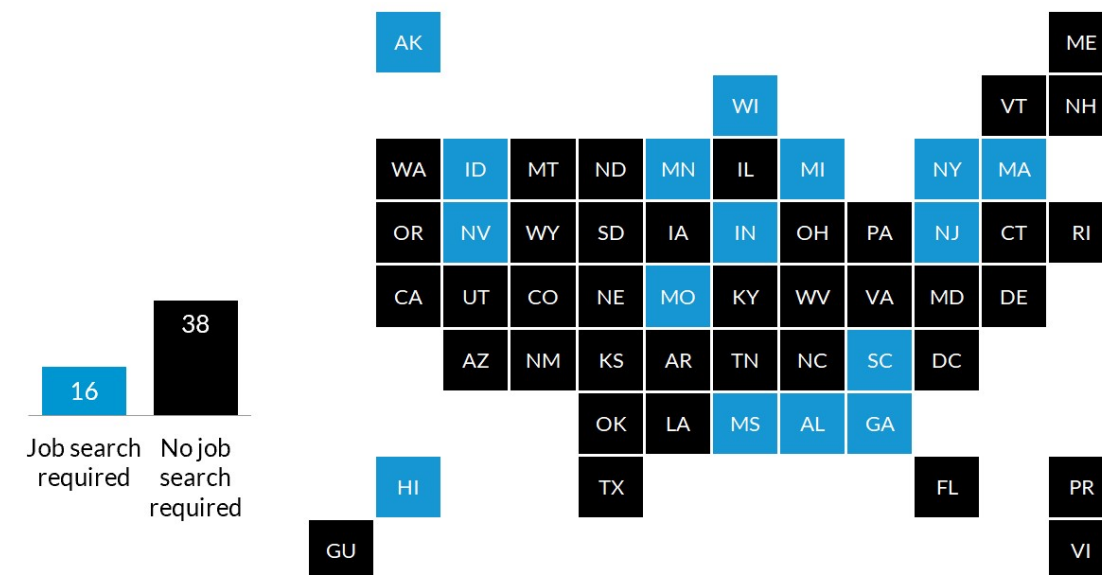 AK ME
WI VT NH
WA ID MT ND MN IL MI NY MA
OR NV WY SD IA IN OH PA NJ CT RI
CA UT CO NE MO KY WV VA MD DE
38
AZ NM KS AR TN NC SC DC
16
OK LA MS AL GA
Job search required
No job search required
HI TX FL PR
GU VI